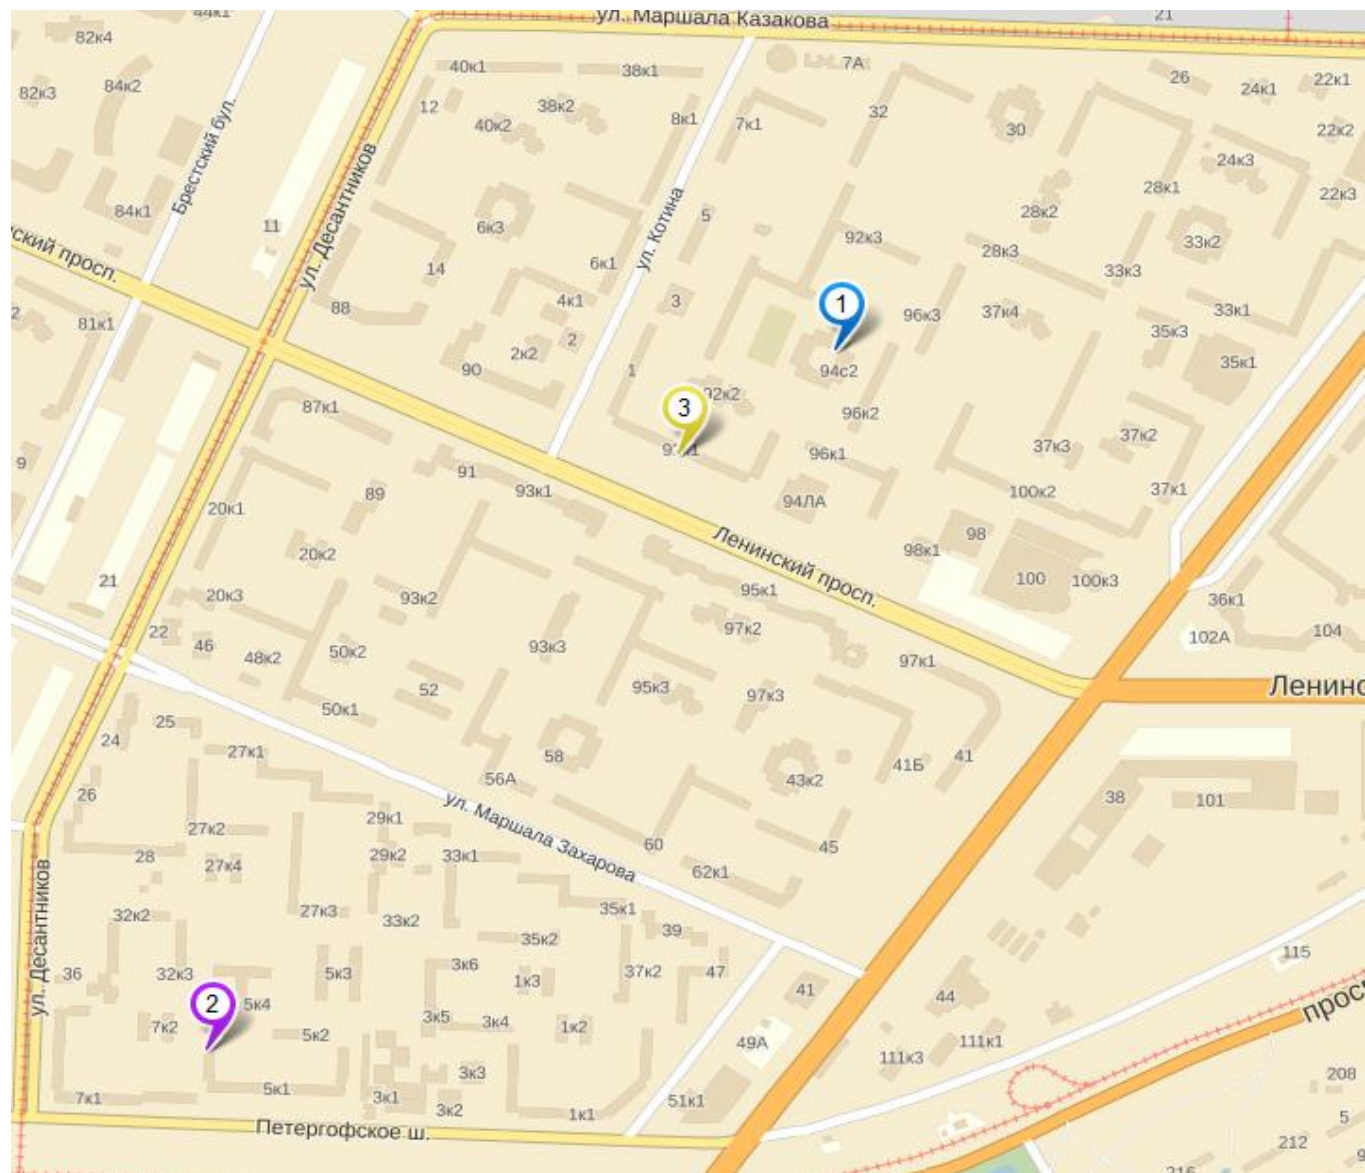 44к1
ул. Маршала Казакова
21
82к4
40к1
38к1
7А
26
22к1
24к1
82к3
84к2
12
38к2
8к1
32
40к2
7к1
30
22к2
Брестский бул.
24к3
28к1
22к3
84к1
5
28к2
11
6к3
ул. Десантников
ул. Котина
92к3
33к2
ский просп.
28к3
14
6к1
33к3
4к1
3
1
88
96к3
37к4
33к1
81к1
2
35к3
2к2
35к1
90
1
94с2
92к2
3
87к1
96к2
37к2
37к3
9
91
96к1
93к1
89
100к2
37к1
94ЛА
20к1
Ленинский просп.
98
98к1
20к2
21
100
100к3
95к1
20к3
93к2
36к1
22
97к2
104
102А
46
48к2
50к2
93к3
97к1
52
95к3
97к3
Ленинс
50к1
25
24
27к1
58
41Б
41
56А
43к2
26
38
101
ул. Маршала Захарова
29к1
27к2
60
45
28
29к2
33к1
27к4
62к1
ул. Десантников
27к3
35к1
32к2
33к2
39
35к2
115
36
32к3
5к3
3к6
37к2
47
1к3
41
44
2
5к4
просп
3к5
3к4
7к2
5к2
1к2
49А
111к1
111к3
3к3
208
7к1
5к1
3к1
51к1
3к2
1к1
5
Петергофское ш.
212
216